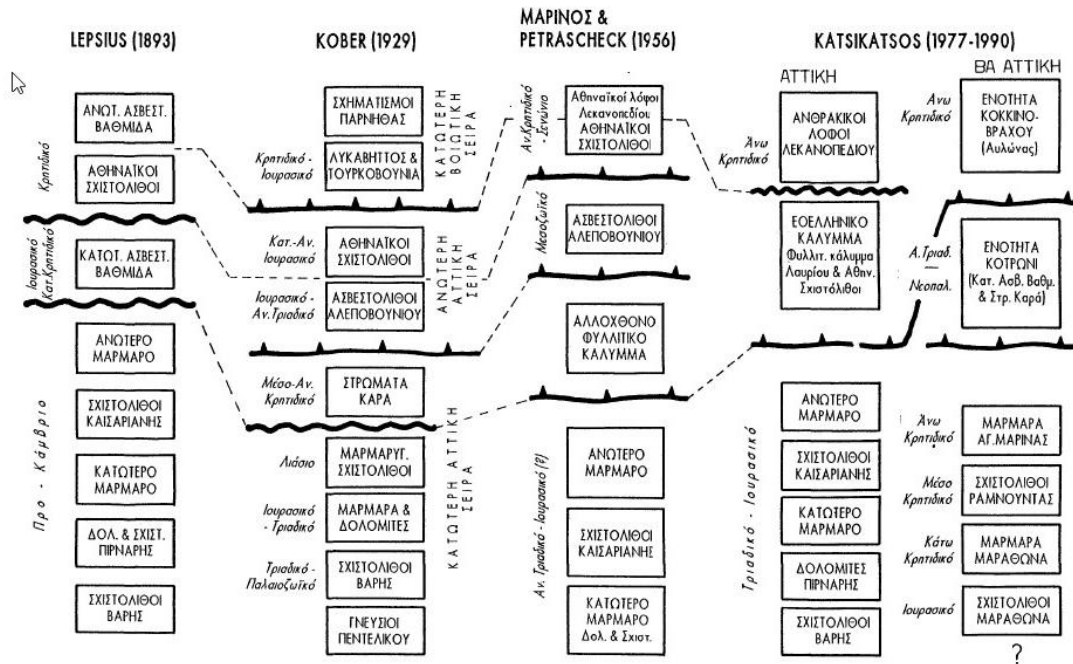 LEPSIUS (1893)
ΑΝΩΤ. ΑΣΒΕΣΤ.
ΒΑΘΜΙΔΑ
Κρητιδικό
ΑΘΗΝΑΪΚΟΙ
ΣΧΙΣΤΟΛΙΘΟΙ
Ιουρασικό
Κατ.Κρητιδικό
ΚΑΤΩΤ. ΑΣΒΕΣΤ.
ΒΑΘΜΙΔΑ
Προ - Κάμβριο
ΑΝΩΤΕΡΟ
ΜΑΡΜΑΡΟ
ΣΧΙΣΤΟΛΙΘΟΙ
ΚΑΙΣΑΡΙΑΝΗΣ
ΚΑΤΩΤΕΡΟ
ΜΑΡΜΑΡΟ
ΔΟΛ. & ΣΧΙΣΤ.
ΠΙΡΝΑΡΗΣ
ΣΧΙΣΤΟΛΙΘΟΙ
ΒΑΡΗΣ
KOBER (1929)
ΣΧΗΜΑΤΙΣΜΟΙ
ΠΑΡΝΗΘΑΣ
Κρητιδικό -
Ιουρασικό
ΛΥΚΑΒΗΤΤΟΣ &
ΤΟΥΡΚΟΒΟΥΝΙΑ
ΚΑΤΩΤΕΡΗ
ΒΟΙΩΤΙΚΗ
ΣΕΙΡΑ
Κατ.-Αν.
Ιουρασικό
ΑΘΗΝΑΪΚΟΙ
ΣΧΙΣΤΟΛΙΘΟΙ
Ιουρασικό -
Αν.Τριαδικό
ΑΣΒΕΣΤΟΛΙΘΟΙ
ΑΛΕΠΟΒΟΥΝΙΟΥ
ΑΝΩΤΕΡΗ
ΑΤΤΙΚΗ
ΣΕΙΡΑ
Μέσο-Αν.
Κρητιδικό
ΣΤΡΩΜΑΤΑ
ΚΑΡΑ
Λιάσιο
ΜΑΡΜΑΡΥΓ.
ΣΧΙΣΤΟΛΙΘΟΙ
Ιουρασικό
- Τριαδικό
ΜΑΡΜΑΡΑ &
ΔΟΛΟΜΙΤΕΣ
Τριαδικό -
Παλαιοζωϊκό
ΣΧΙΣΤΟΛΙΘΟΙ
ΒΑΡΗΣ
ΓΝΕΥΣΙΟΙ
ΠΕΝΤΕΛΙΚΟΥ
ΚΑΤΩΤΕΡΗ ΑΤΤΙΚΗ
ΣΕΙΡΑ
ΜΑΡΙΝΟΣ &
PETRASCHECK (1956)
Αν.Κρητιδικό
- Σενώνιο
Αθηναϊκοί λόφοι
Λεκανοπεδίου
ΑΘΗΝΑΪΚΟΙ
ΣΧΙΣΤΟΛΙΘΟΙ
Μεσοζωϊκό
ΑΣΒΕΣΤΟΛΙΘΟΙ
ΑΛΕΠΟΒΟΥΝΙΟΥ
ΑΛΛΟΧΘΟΝΟ
ΦΥΛΛΙΤΙΚΟ
ΚΑΛΥΜΜΑ
Αν. Τριαδικό - Ιουρασικό (?)
ΑΝΩΤΕΡΟ
ΜΑΡΜΑΡΟ
ΣΧΙΣΤΟΛΙΘΟΙ
ΚΑΙΣΑΡΙΑΝΗΣ
ΚΑΤΩΤΕΡΟ
ΜΑΡΜΑΡΟ
Δολ. & Σχιστ.
KATSIKATSOS (1977-1990)
ΑΤΤΙΚΗ
Άνω
Κρητιδικό
ΑΝΘΡΑΚΙΚΟΙ
ΛΟΦΟΙ
ΛΕΚΑΝΟΠΕΔΙΟΥ
ΕΟΕΛΛΗΝΙΚΟ
ΚΑΛΥΜΜΑ
Φυλλιτ. κάλυμμα
Λαυρίου & Αθην.
Σχιστόλιθοι
Τριαδικό - Ιουρασικό
ΑΝΩΤΕΡΟ
ΜΑΡΜΑΡΟ
ΣΧΙΣΤΟΛΙΘΟΙ
ΚΑΙΣΑΡΙΑΝΗΣ
ΚΑΤΩΤΕΡΟ
ΜΑΡΜΑΡΟ
ΔΟΛΟΜΙΤΕΣ
ΠΙΡΝΑΡΗΣ
ΣΧΙΣΤΟΛΙΘΟΙ
ΒΑΡΗΣ
ΒΑ ΑΤΤΙΚΗ
Ανω
Κρητιδικό
ΕΝΟΤΗΤΑ
ΚΟΚΚΙΝΟ-
ΒΡΑΧΟΥ
(Αυλώνας)
Α.Τριαδ.
Νεοπαλ.
ΕΝΟΤΗΤΑ
ΚΟΤΡΩΝΙ
(Κατ. Ασβ. Βαθμ.
& Στρ. Καρά)
Άνω
Κρητιδικό
ΜΑΡΜΑΡΑ
ΑΓ.ΜΑΡΙΝΑΣ
Μέσο
Κρητιδικό
ΣΧΙΣΤΟΛΙΘΟΙ
ΡΑΜΝΟΥΝΤΑΣ
Κάτω
Κρητιδικό
ΜΑΡΜΑΡΑ
ΜΑΡΑΘΩΝΑ
Ιουρασικό
ΣΧΙΣΤΟΛΙΘΟΙ
ΜΑΡΑΘΩΝΑ
?